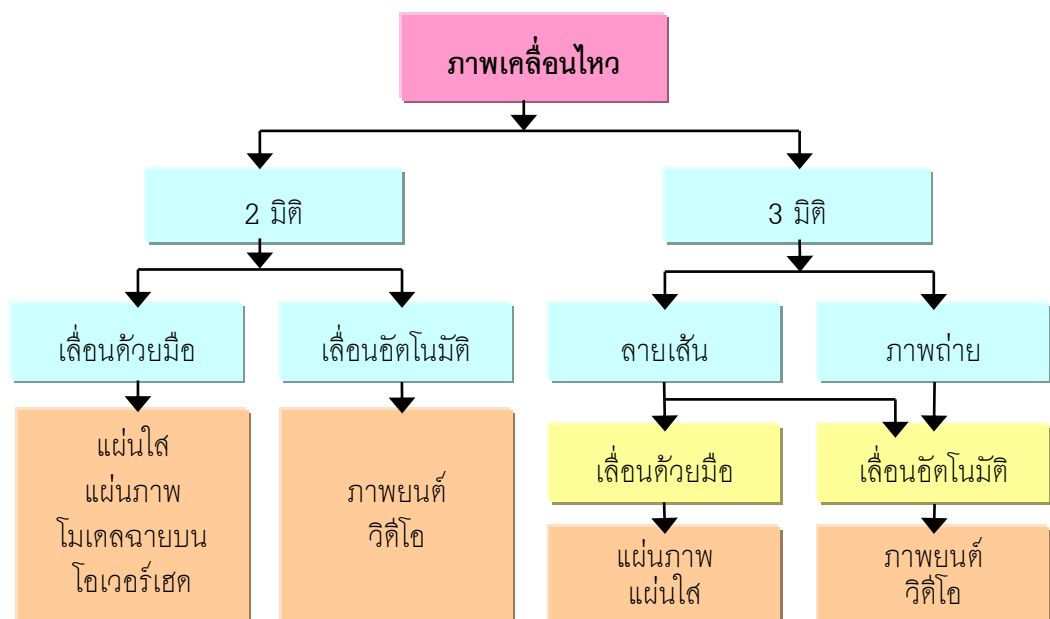 ภาพเคลื่อนไหว
2 มิติ
3 มิติ
เลื่อนด้วยมือ
เลื่อนอัตโนมัติ
ลายเส้น
ภาพถ่าย
แผ่นใส
แผ่นภาพ
โมเดลฉายบน
โอเวอร์เฮด
ภาพยนต์
วิดีโอ
เลื่อนด้วยมือ
เลื่อนอัตโนมัติ
แผ่นภาพ
แผ่นใส
ภาพยนต์
วิดีโอ